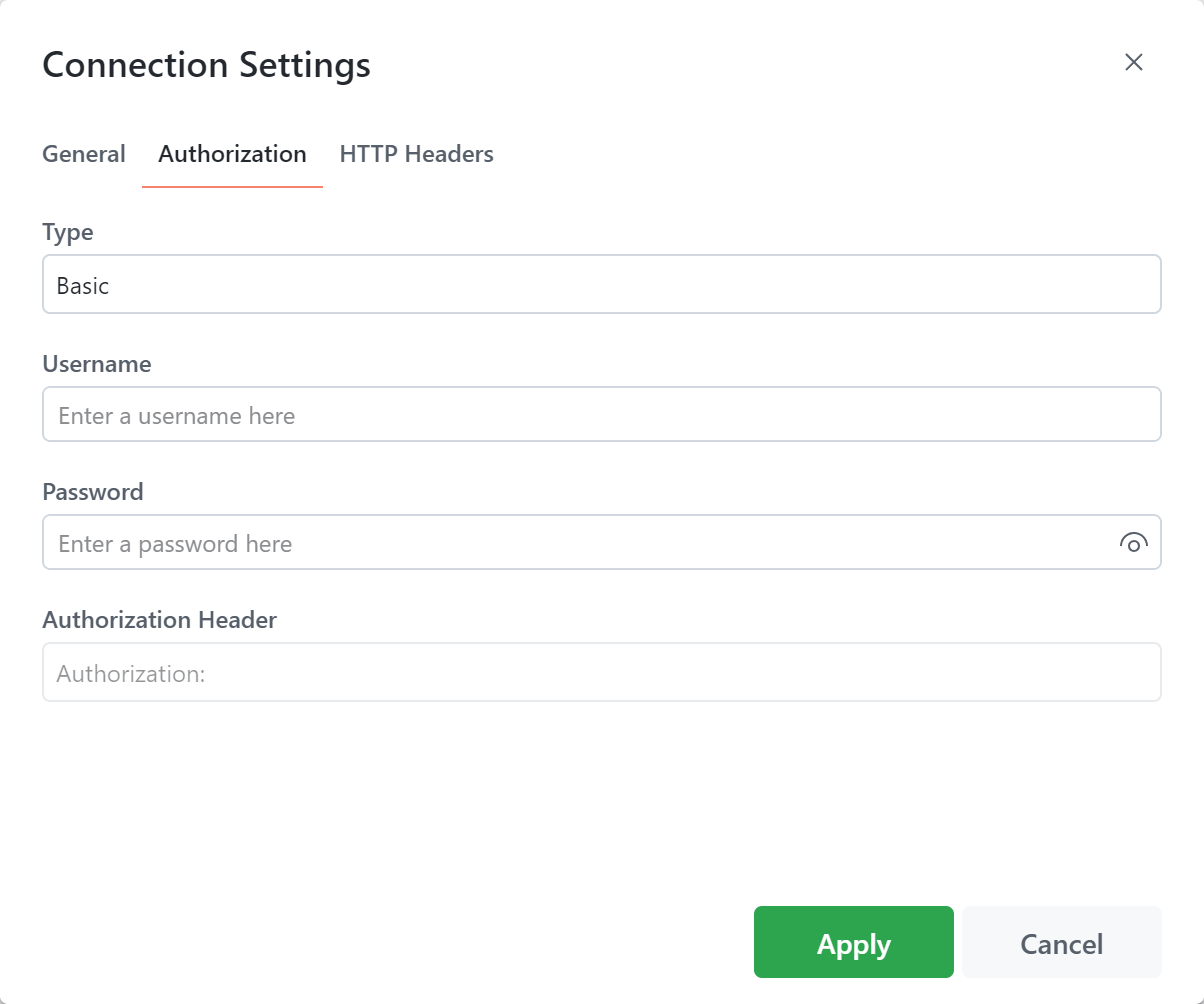 Connection Settings
General Authorization HTTP Headers
Type
Basic
Username
Enter a username here
Password
Enter a password here
Authorization Header
Authorization:
Apply Cancel